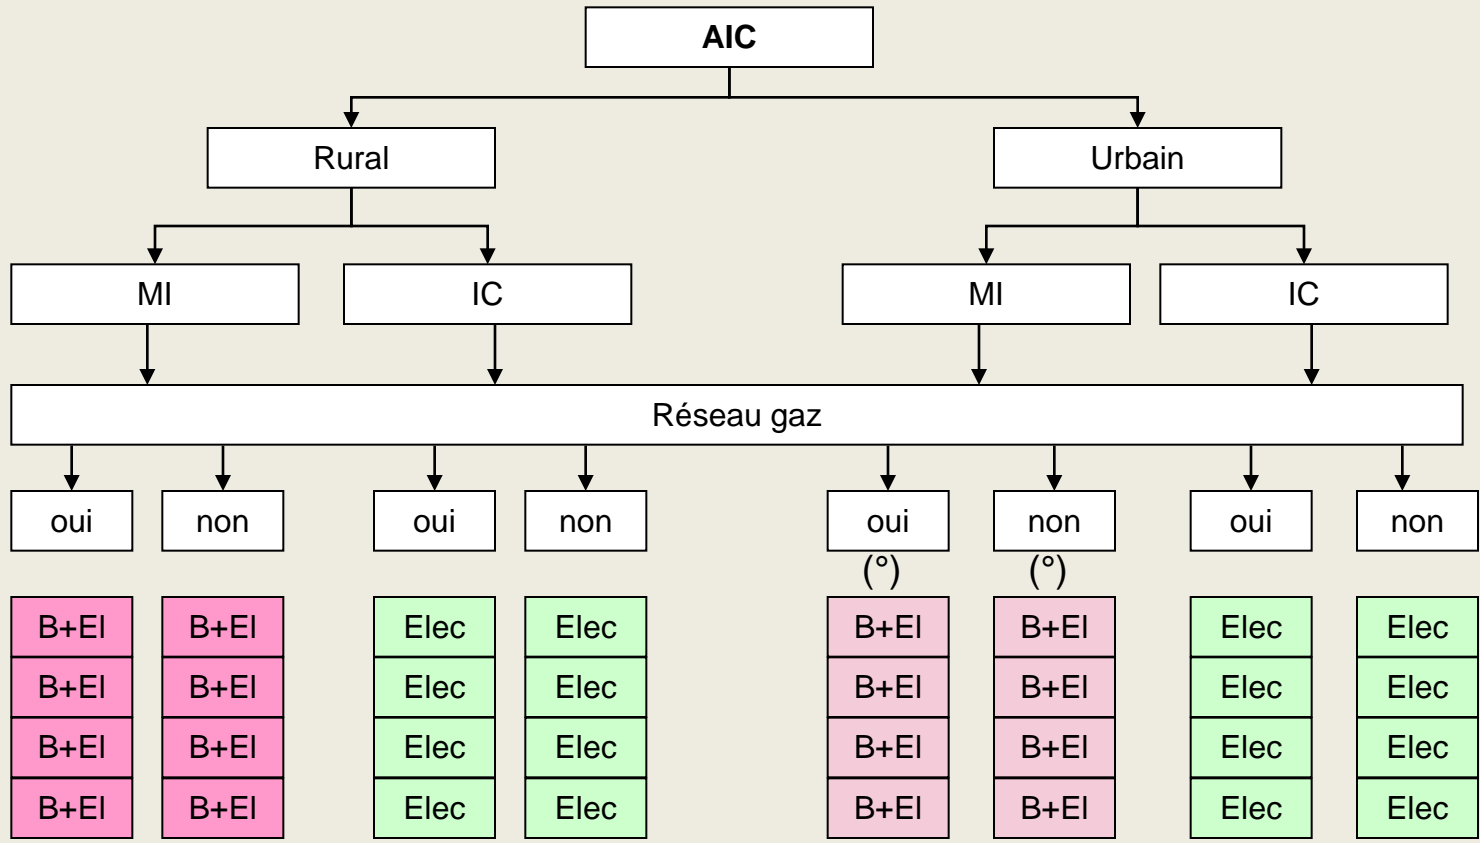 AIC
Rural Urbain
MI IC MI IC
Réseau gaz
oui non oui non oui non oui non
(°) (°)
B+El B+El Elec Elec B+El B+El Elec Elec
B+El B+El Elec Elec B+El B+El Elec Elec
B+El B+El Elec Elec B+El B+El Elec Elec
B+El B+El Elec Elec B+El B+El Elec Elec